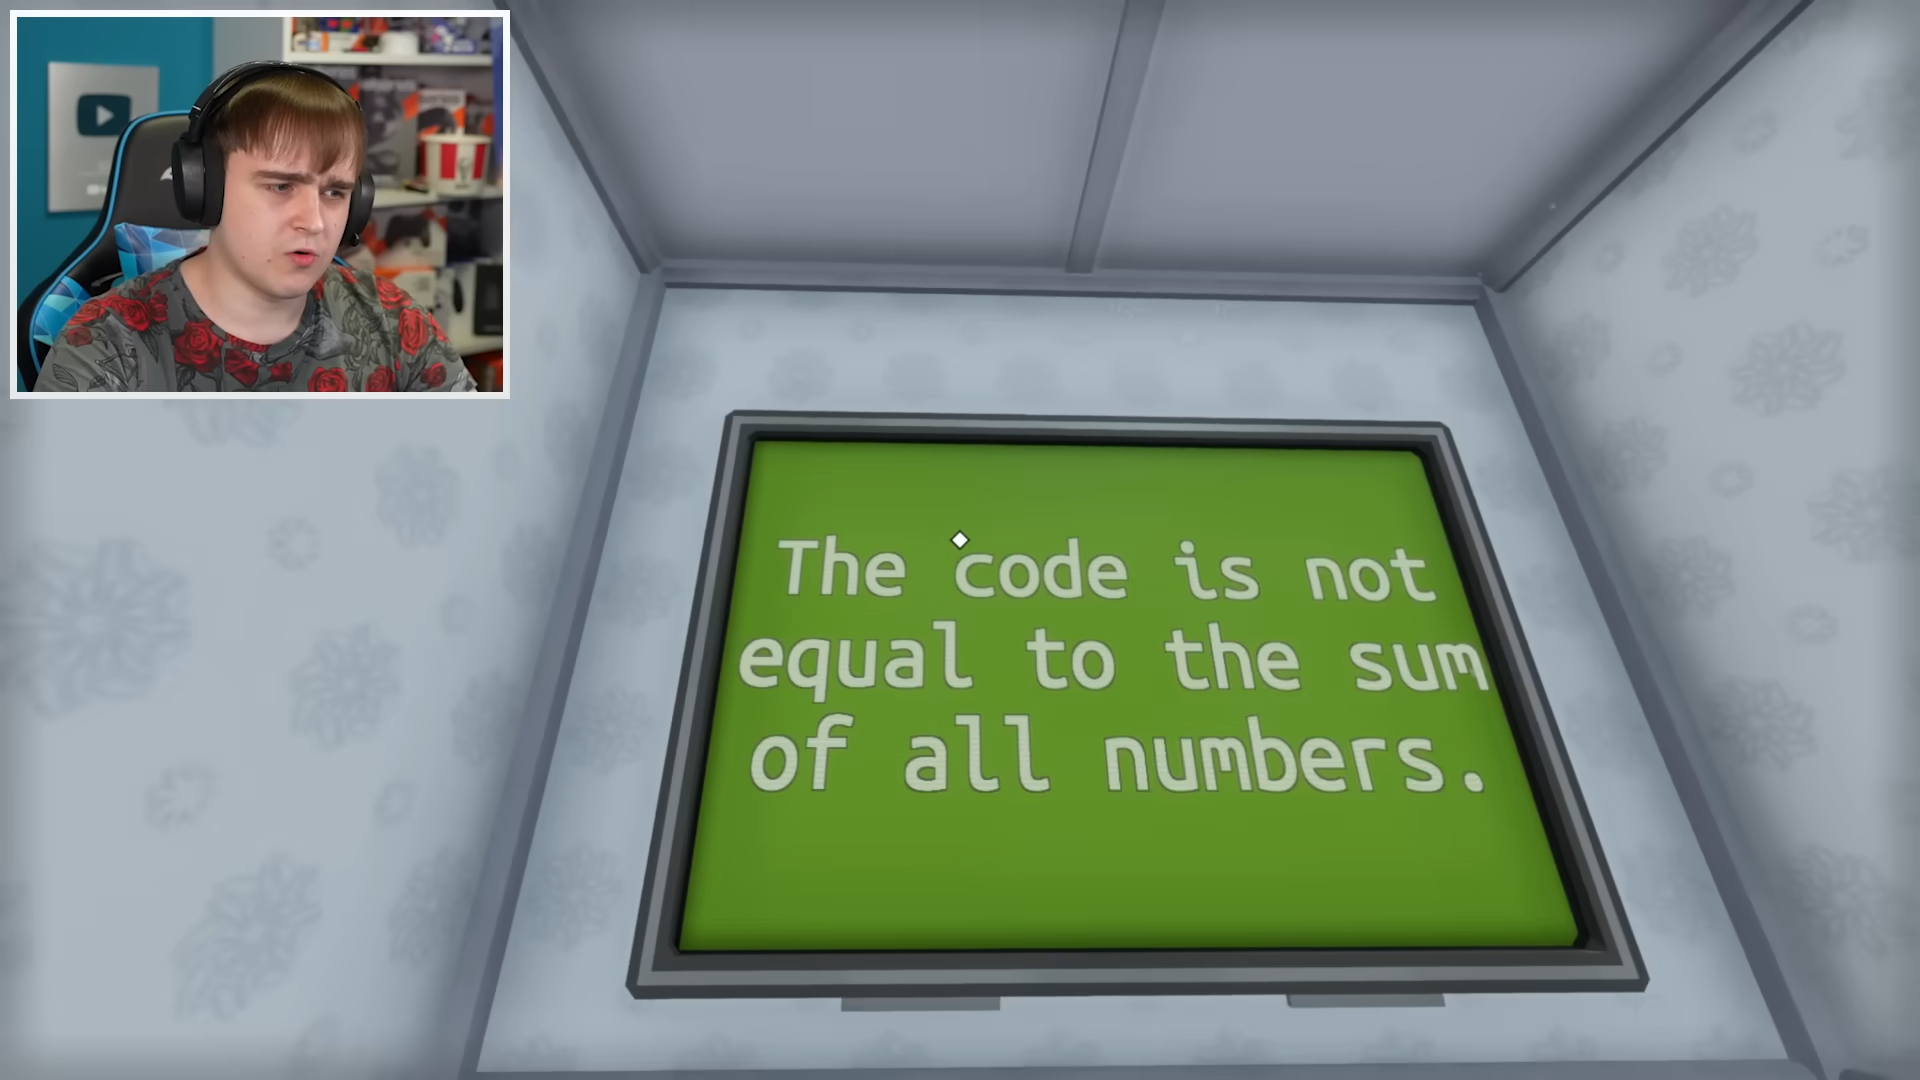 The code is not
equal to the sum
of all numbers.